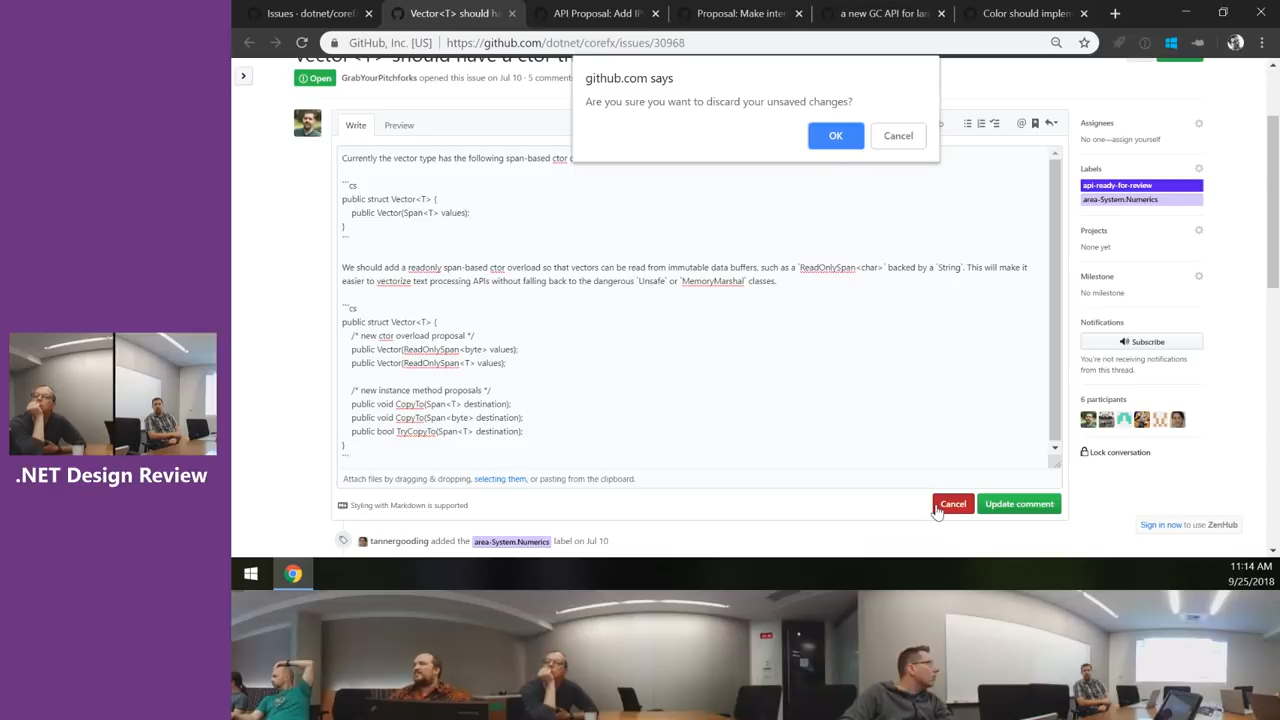 Issues - dotnet/coref
Vector<T> should ha
API Proposal: Add IP
Proposal: Make inter
a new GC API for lar
Color should implem
GitHub, Inc. [US] | https://github.com/dotnet/corefx/issues/30968
Vector<T> should have a ctor
Open GrabYourPitchforks opened this issue on Jul 10 · 5 comments
github.com says
Are you sure you want to discard your unsaved changes?
OK Cancel
Write Preview
Currently the vector type has the following span-based ctor
```cs
public struct Vector<T> {
public Vector(Span<T> values);
}
```
We should add a readonly span-based ctor overload so that vectors can be read from immutable data buffers, such as a `ReadOnlySpan<char>` backed by a `String`. This will make it
easier to vectorize text processing APIs without falling back to the dangerous `Unsafe` or `MemoryMarshal` classes.
```cs
public struct Vector<T> {
/* new ctor overload proposal */
public Vector(ReadOnlySpan<byte> values);
public Vector(ReadOnlySpan<T> values);
/* new instance method proposals */
public void CopyTo(Span<T> destination);
public void CopyTo(Span<byte> destination);
public bool TryCopyTo(Span<T> destination);
}
```
Attach files by dragging & dropping, selecting them, or pasting from the clipboard.
Styling with Markdown is supported
Cancel Update comment
tannergooding added the area-System.Numerics label on Jul 10
Assignees
No one—assign yourself
Labels
api-ready-for-review
area-System.Numerics
Projects
None yet
Milestone
No milestone
Notifications
Subscribe
You're not receiving notifications
from this thread.
6 participants
Lock conversation
Sign in now to use ZenHub
.NET Design Review
11:14 AM
9/25/2018